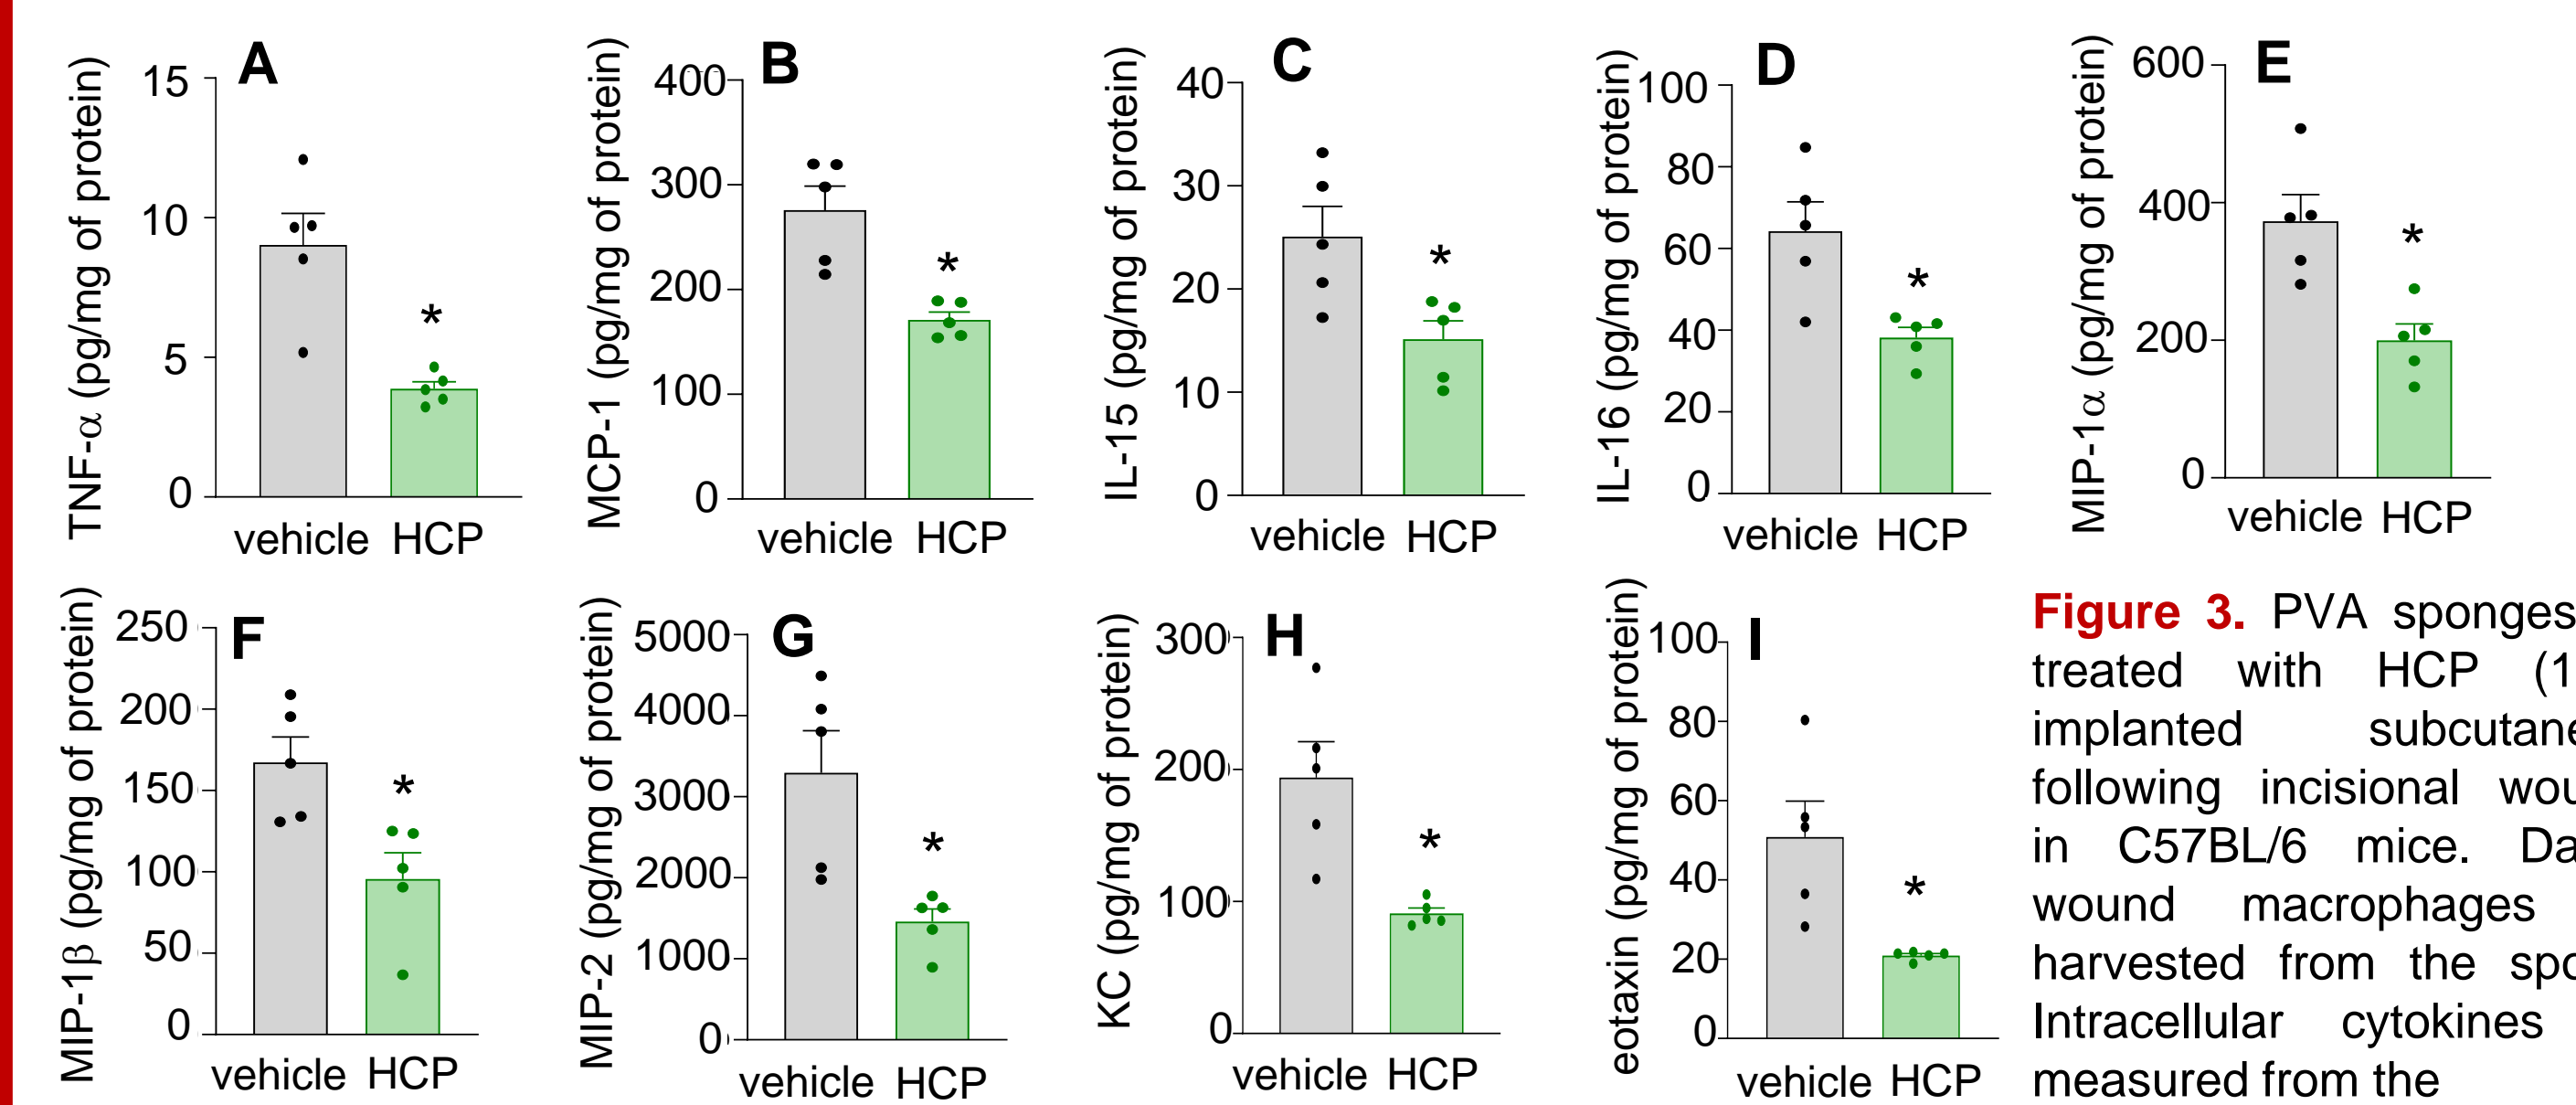 A
TNF-α (pg/mg of protein)
15
10
5
0
*
vehicle HCP
B
MCP-1 (pg/mg of protein)
400
300
200
100
0
*
vehicle HCP
C
IL-15 (pg/mg of protein)
40
30
20
10
0
*
vehicle HCP
D
IL-16 (pg/mg of protein)
100
80
60
40
20
0
*
vehicle HCP
E
MIP-1α (pg/mg of protein)
600
400
200
0
*
vehicle HCP
F
MIP-1β (pg/mg of protein)
250
200
150
100
50
0
*
vehicle HCP
G
MIP-2 (pg/mg of protein)
5000
4000
3000
2000
1000
0
*
vehicle HCP
H
KC (pg/mg of protein)
300
200
100
0
*
vehicle HCP
I
eotaxin (pg/mg of protein)
100
80
60
40
20
0
*
vehicle HCP
Figure 3. PVA sponges
treated with HCP (1
implanted subcutane
following incisional wou
in C57BL/6 mice. Da
wound macrophages
harvested from the spo
Intracellular cytokines
measured from the